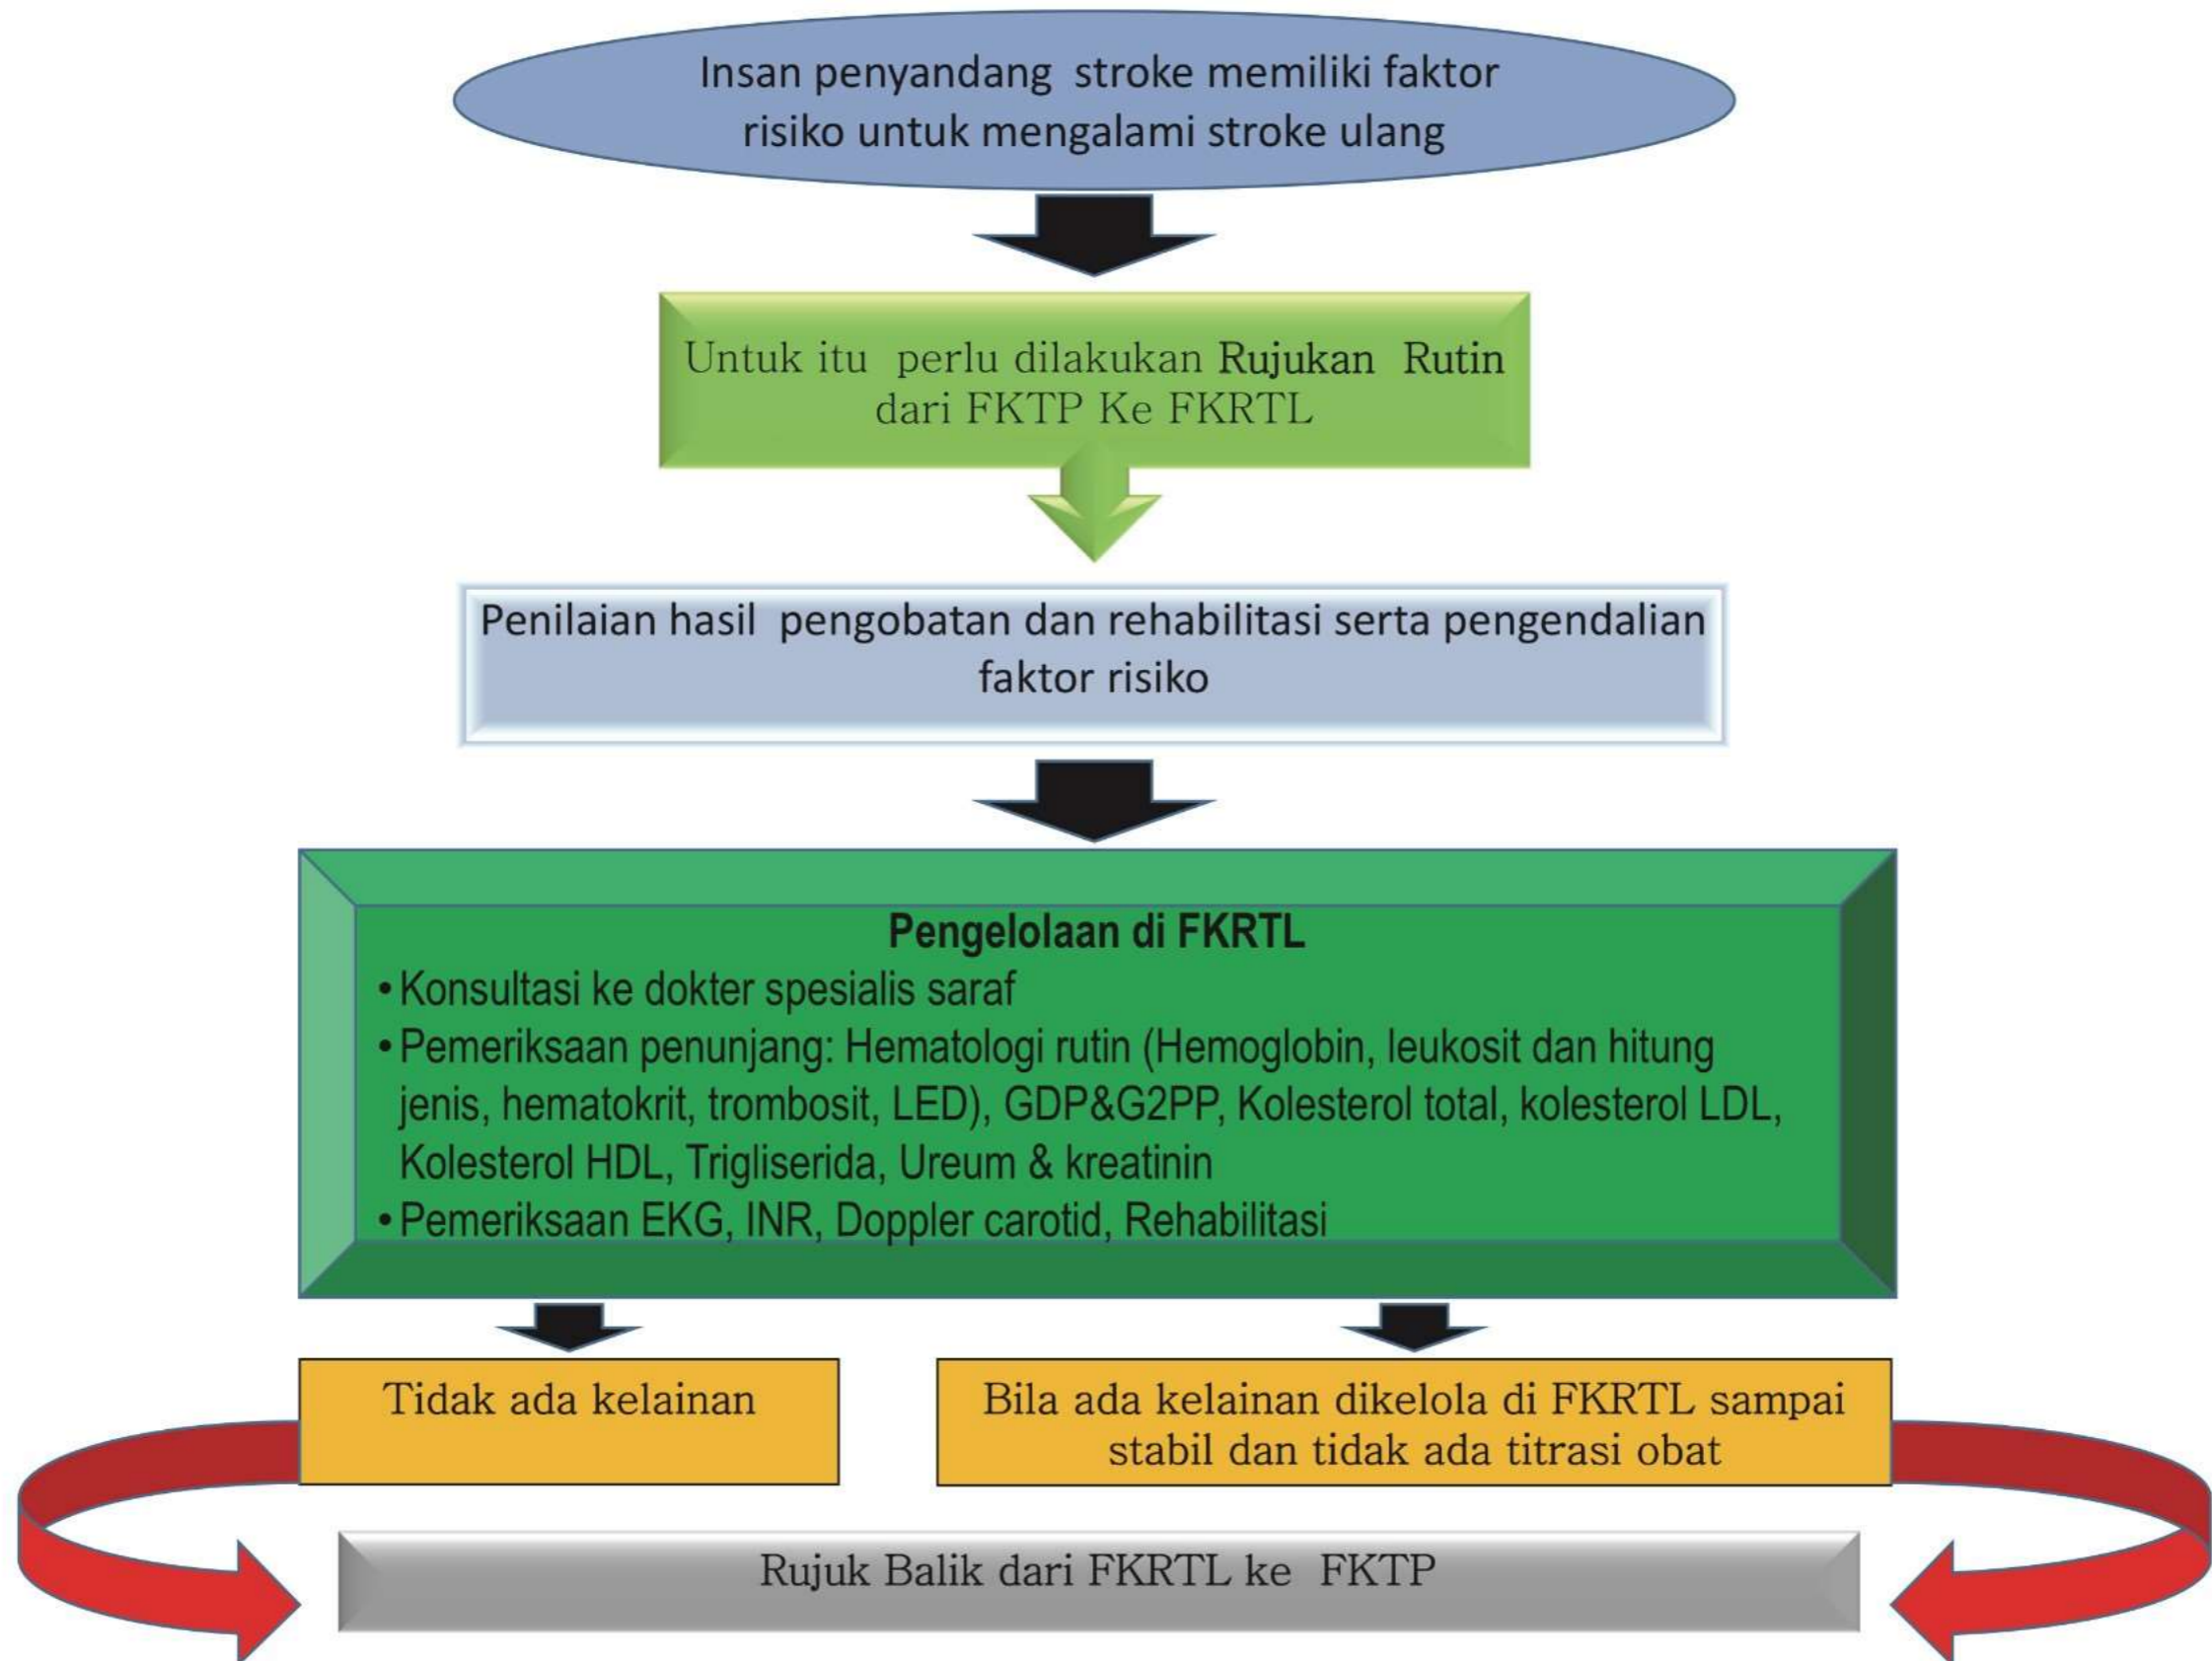 Insan penyandang stroke memiliki faktor
risiko untuk mengalami stroke ulang
Untuk itu perlu dilakukan Rujukan Rutin
dari FKTP Ke FKRTL
Penilaian hasil pengobatan dan rehabilitasi serta pengendalian
faktor risiko
Pengelolaan di FKRTL
• Konsultasi ke dokter spesialis saraf
• Pemeriksaan penunjang: Hematologi rutin (Hemoglobin, leukosit dan hitung
jenis, hematokrit, trombosit, LED), GDP&G2PP, Kolesterol total, kolesterol LDL,
Kolesterol HDL, Trigliserida, Ureum & kreatinin
• Pemeriksaan EKG, INR, Doppler carotid, Rehabilitasi
Tidak ada kelainan
Bila ada kelainan dikelola di FKRTL sampai
stabil dan tidak ada titrasi obat
Rujuk Balik dari FKRTL ke FKTP